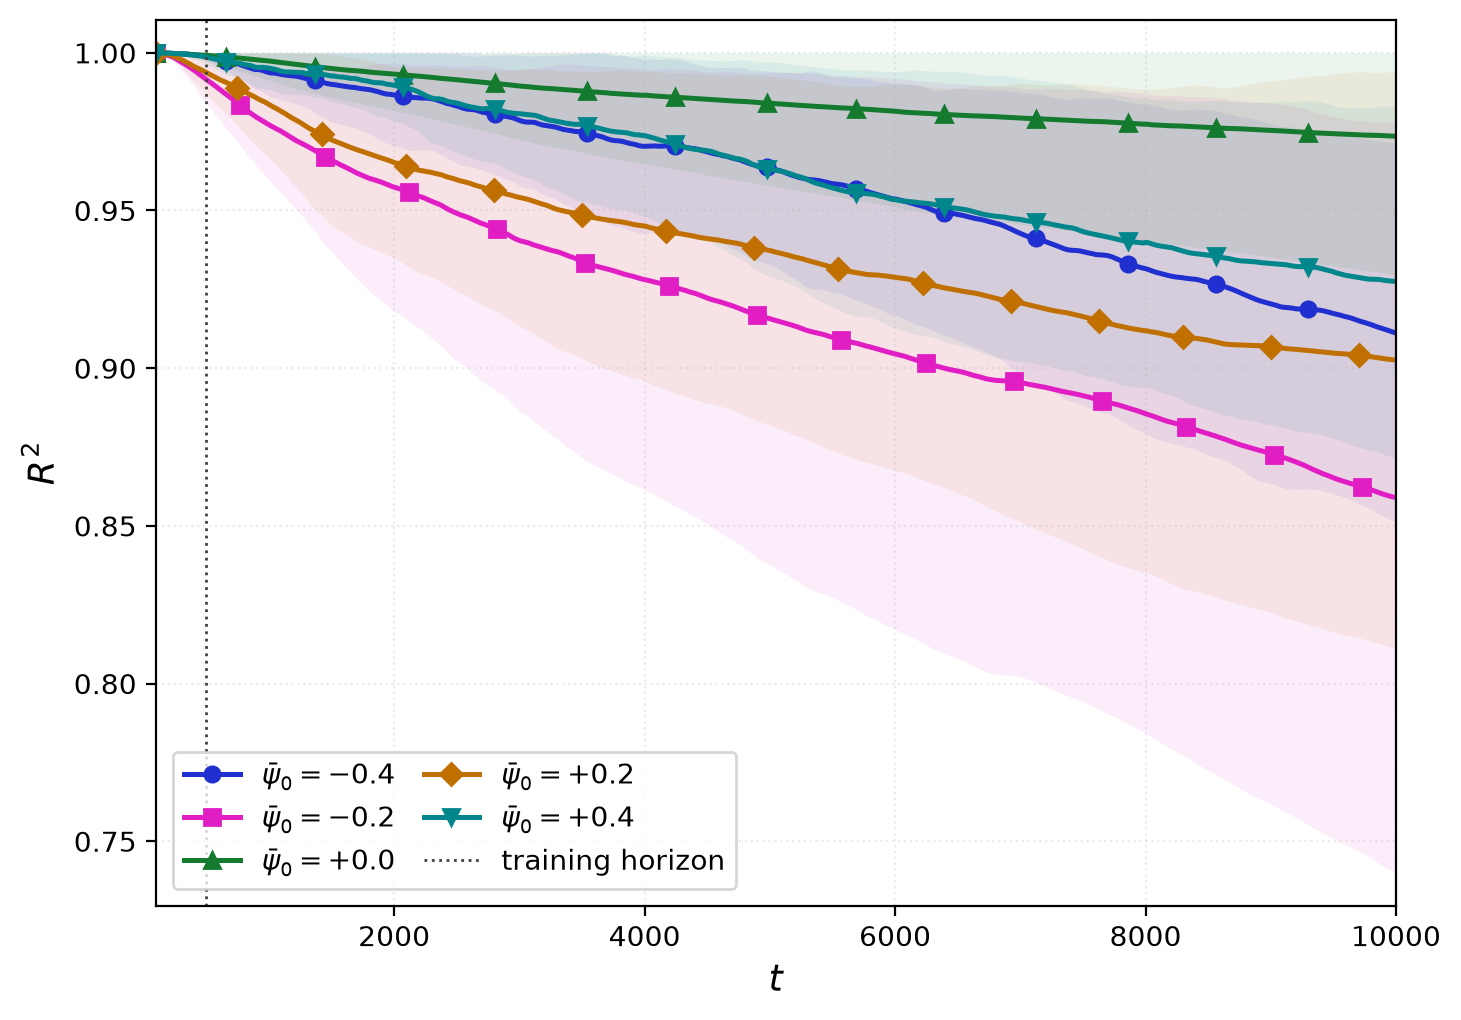 1.00
0.95
0.90
0.85
0.80
0.75
R²
ψ̄₀ = −0.4
ψ̄₀ = −0.2
ψ̄₀ = +0.0
ψ̄₀ = +0.2
ψ̄₀ = +0.4
training horizon
2000 4000 6000 8000 10000
t